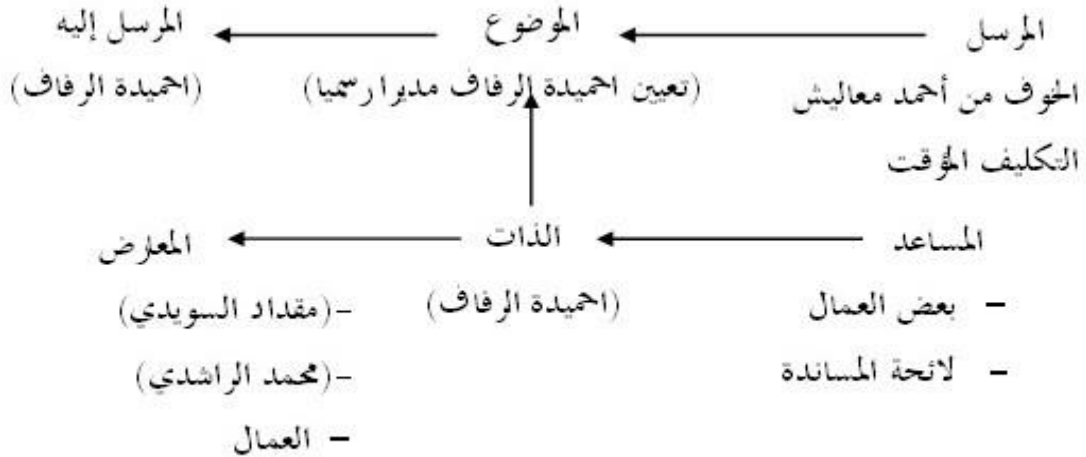 المرسل الموضوع المرسل إليه
الخوف من أحمد معاليش (تعيين احميدة الرفاف مديرا رسميا) (احميدة الرفاف)
التكليف المؤقت
المساعد الذات المعارض
- بعض العمال (احميدة الرفاف) -(مقداد السويدي)
- لائحة المساندة -(محمد الراشدي)
- العمال